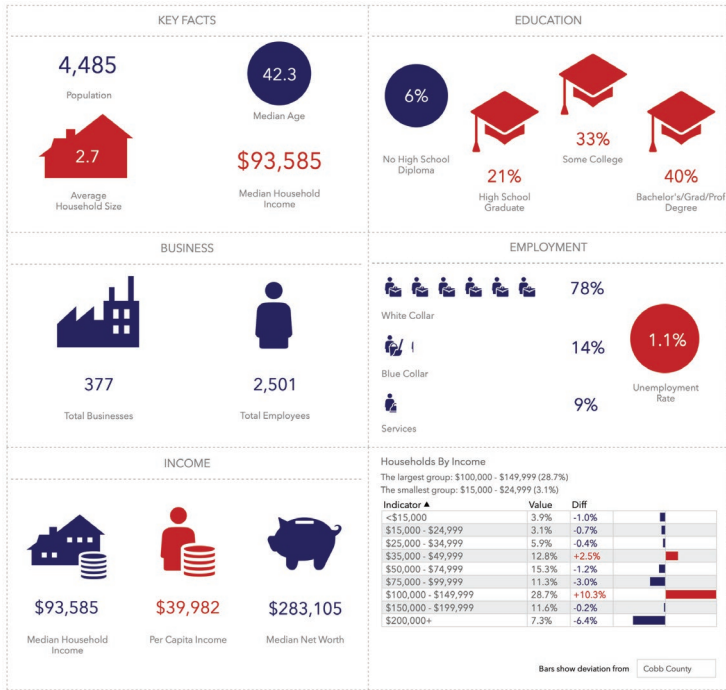 KEY FACTS
4,485
Population
42.3
Median Age
2.7
Average
Household Size
$93,585
Median Household
Income
EDUCATION
6%
No High School
Diploma
21%
High School
Graduate
33%
Some College
40%
Bachelor's/Grad/Prof
Degree
BUSINESS
377
Total Businesses
2,501
Total Employees
EMPLOYMENT
78%
White Collar
14%
Blue Collar
9%
Services
1.1%
Unemployment
Rate
INCOME
$93,585
Median Household
Income
$39,982
Per Capita Income
$283,105
Median Net Worth
Households By Income
The largest group: $100,000 - $149,999 (28.7%)
The smallest group: $15,000 - $24,999 (3.1%)
Indicator ▲ Value Diff
<$15,000 3.9% -1.0%
$15,000 - $24,999 3.1% -0.7%
$25,000 - $34,999 5.9% -0.4%
$35,000 - $49,999 12.8% +2.5%
$50,000 - $74,999 15.3% -1.2%
$75,000 - $99,999 11.3% -3.0%
$100,000 - $149,999 28.7% +10.3%
$150,000 - $199,999 11.6% -0.2%
$200,000+ 7.3% -6.4%
Bars show deviation from Cobb County